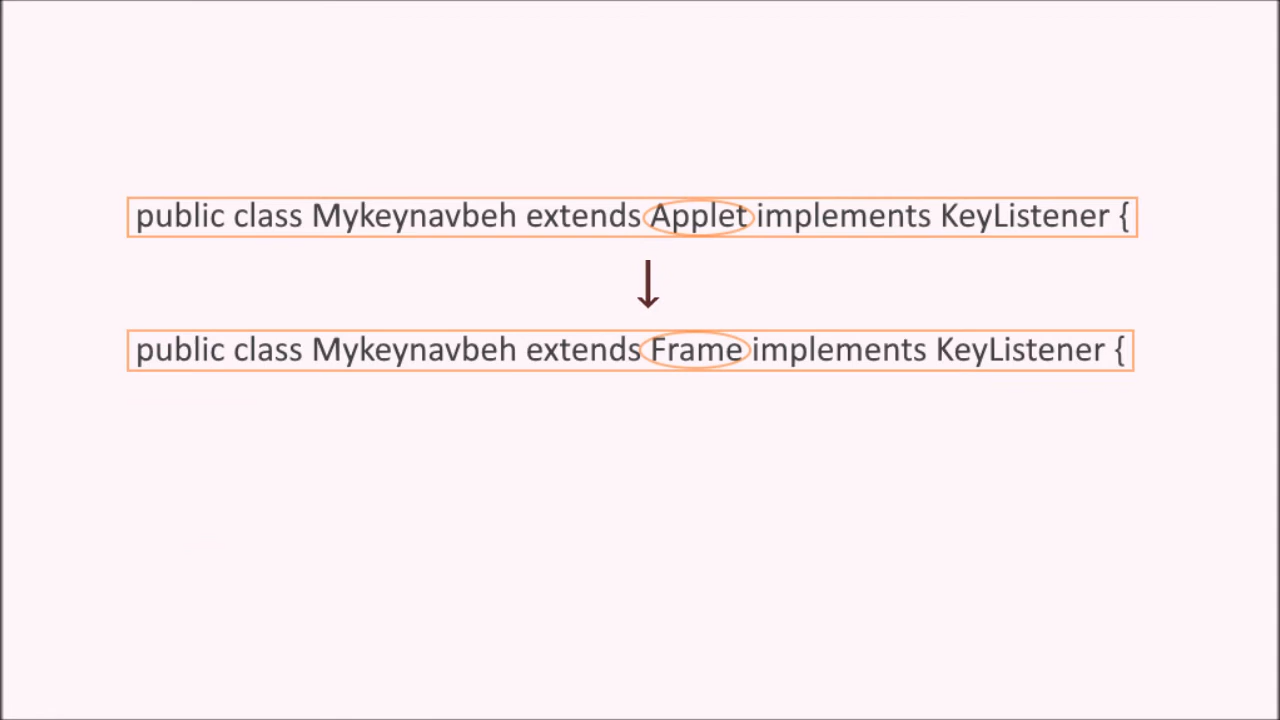 public class Mykeynavbeh extends Applet implements KeyListener {
↓
public class Mykeynavbeh extends Frame implements KeyListener {